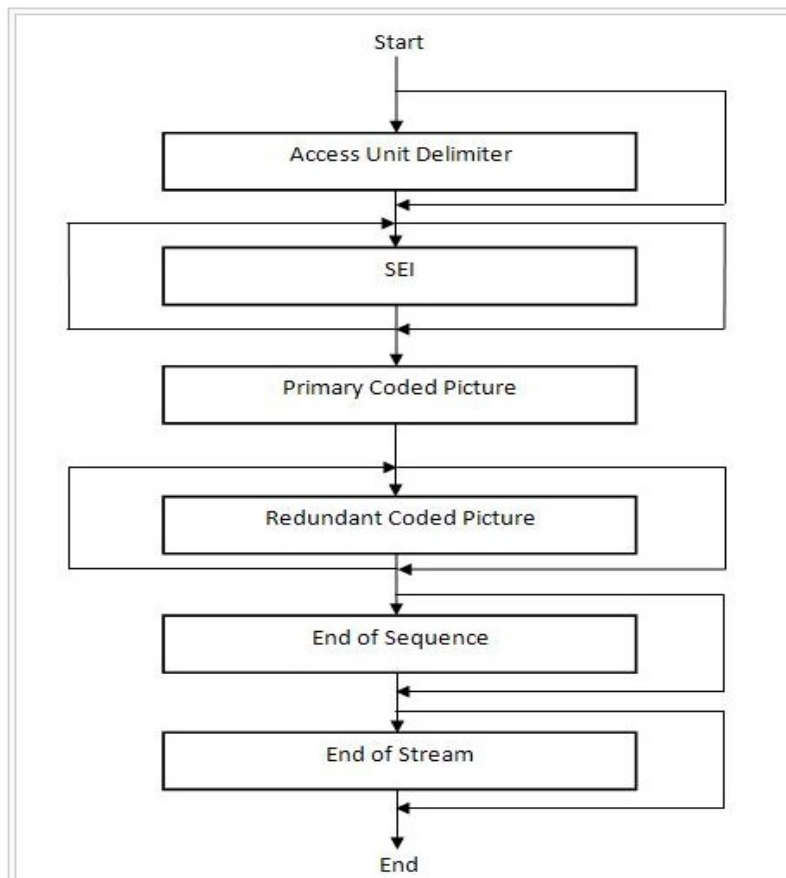 Start
Access Unit Delimiter
SEI
Primary Coded Picture
Redundant Coded Picture
End of Sequence
End of Stream
End